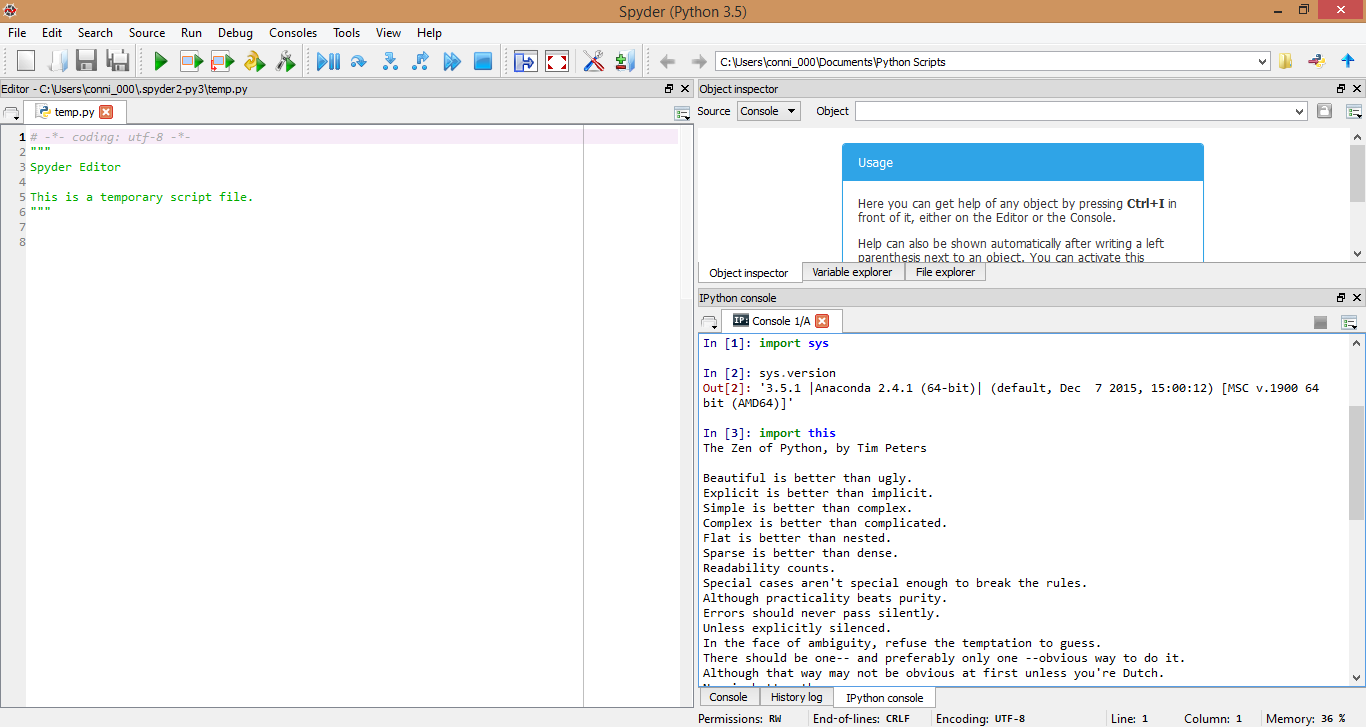 Spyder (Python 3.5)
File Edit Search Source Run Debug Consoles Tools View Help
C:\Users\conni_000\Documents\Python Scripts
Editor - C:\Users\conni_000\.spyder2-py3\temp.py
temp.py
1 # -*- coding: utf-8 -*-
2 """
3 Spyder Editor
4
5 This is a temporary script file.
6 """
7
8
Object inspector
Source Console Object
Usage
Here you can get help of any object by pressing Ctrl+I in
front of it, either on the Editor or the Console.
Help can also be shown automatically after writing a left
parenthesis next to an object. You can activate this
Object inspector Variable explorer File explorer
IPython console
IP: Console 1/A
In [1]: import sys
In [2]: sys.version
Out[2]: '3.5.1 |Anaconda 2.4.1 (64-bit)| (default, Dec  7 2015, 15:00:12) [MSC v.1900 64
bit (AMD64)]'
In [3]: import this
The Zen of Python, by Tim Peters
Beautiful is better than ugly.
Explicit is better than implicit.
Simple is better than complex.
Complex is better than complicated.
Flat is better than nested.
Sparse is better than dense.
Readability counts.
Special cases aren't special enough to break the rules.
Although practicality beats purity.
Errors should never pass silently.
Unless explicitly silenced.
In the face of ambiguity, refuse the temptation to guess.
There should be one-- and preferably only one --obvious way to do it.
Although that way may not be obvious at first unless you're Dutch.
Console History log IPython console
Permissions: RW End-of-lines: CRLF Encoding: UTF-8 Line: 1 Column: 1 Memory: 36 %